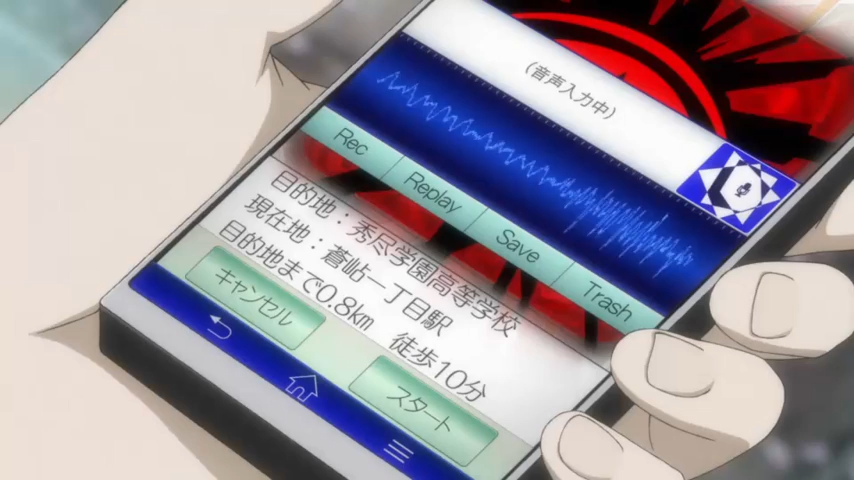 (音声入力中)
Rec
Replay
Save
Trash
目的地：秀尽学園高等学校
現在地：蒼山一丁目駅
目的地まで0.8km 徒歩10分
キャンセル
スタート